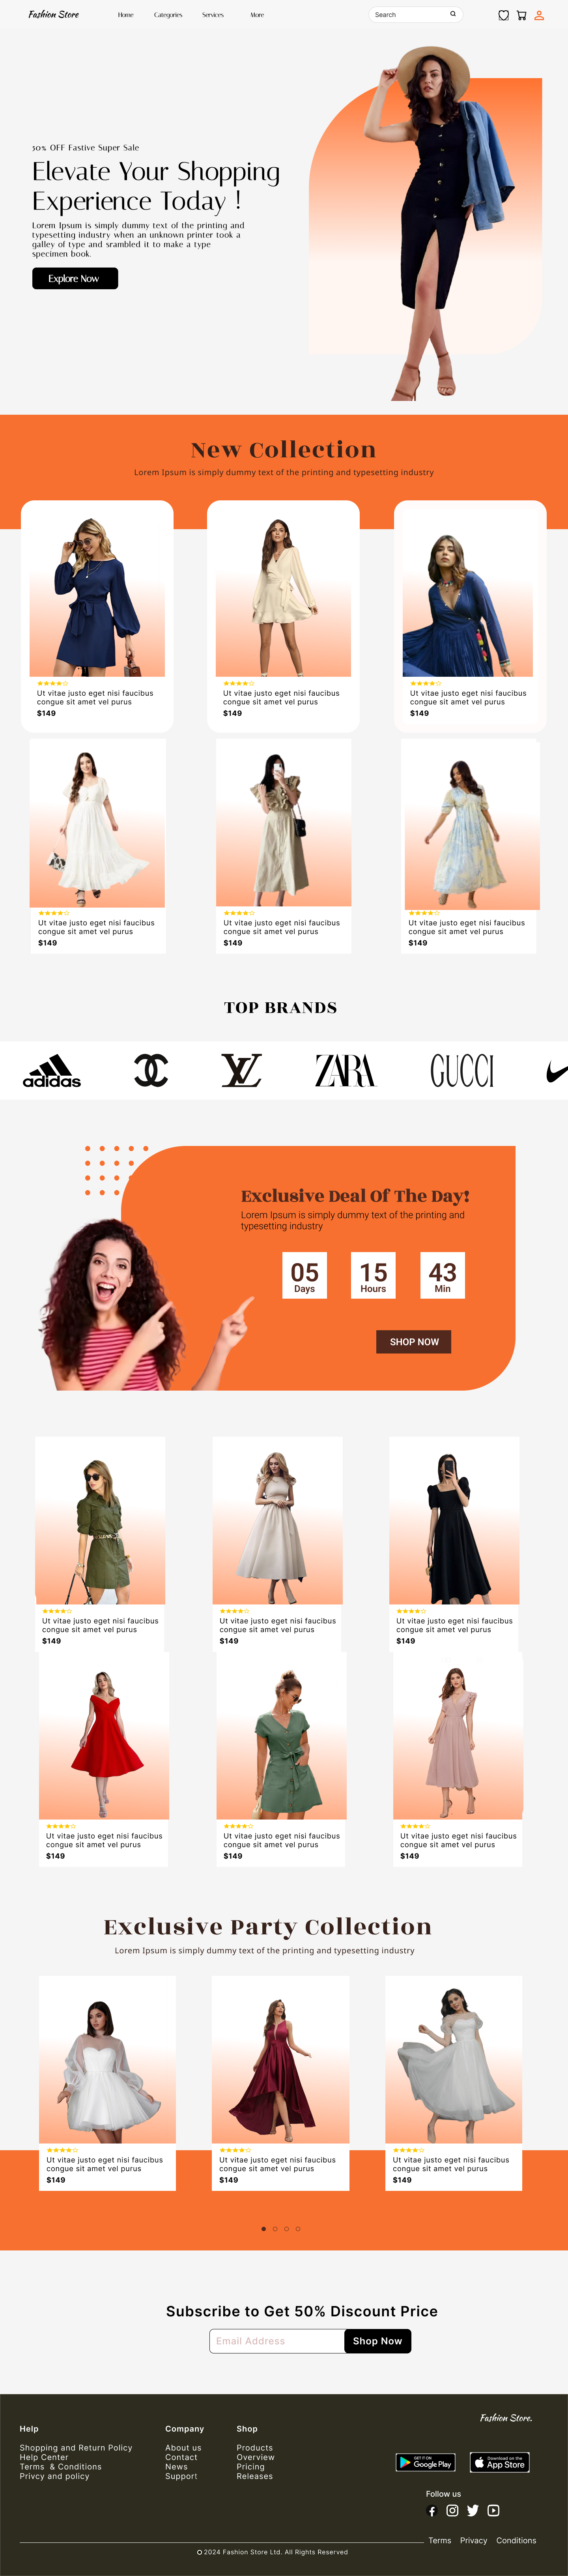 Fashion Store
Home Categories Services More
Search
50% OFF Fastive Super Sale
Elevate Your Shopping
Experience Today !
Lorem Ipsum is simply dummy text of the printing and
typesetting industry when an unknown printer took a
galley of type and srambled it to make a type
specimen book.
Explore Now
New Collection
Lorem Ipsum is simply dummy text of the printing and typesetting industry
Ut vitae justo eget nisi faucibus
congue sit amet vel purus
$149
Ut vitae justo eget nisi faucibus
congue sit amet vel purus
$149
Ut vitae justo eget nisi faucibus
congue sit amet vel purus
$149
Ut vitae justo eget nisi faucibus
congue sit amet vel purus
$149
Ut vitae justo eget nisi faucibus
congue sit amet vel purus
$149
Ut vitae justo eget nisi faucibus
congue sit amet vel purus
$149
TOP BRANDS
adidas LV ZARA GUCCI
Exclusive Deal Of The Day!
Lorem Ipsum is simply dummy text of the printing and
typesetting industry
05 15 43
Days Hours Min
SHOP NOW
Ut vitae justo eget nisi faucibus
congue sit amet vel purus
$149
Ut vitae justo eget nisi faucibus
congue sit amet vel purus
$149
Ut vitae justo eget nisi faucibus
congue sit amet vel purus
$149
Ut vitae justo eget nisi faucibus
congue sit amet vel purus
$149
Ut vitae justo eget nisi faucibus
congue sit amet vel purus
$149
Ut vitae justo eget nisi faucibus
congue sit amet vel purus
$149
Exclusive Party Collection
Lorem Ipsum is simply dummy text of the printing and typesetting industry
Ut vitae justo eget nisi faucibus
congue sit amet vel purus
$149
Ut vitae justo eget nisi faucibus
congue sit amet vel purus
$149
Ut vitae justo eget nisi faucibus
congue sit amet vel purus
$149
Subscribe to Get 50% Discount Price
Email Address
Shop Now
Fashion Store.
Help
Shopping and Return Policy
Help Center
Terms & Conditions
Privcy and policy
Company
About us
Contact
News
Support
Shop
Products
Overview
Pricing
Releases
GET IT ON
Google Play
Download on the
App Store
Follow us
Terms Privacy Conditions
2024 Fashion Store Ltd. All Rights Reserved